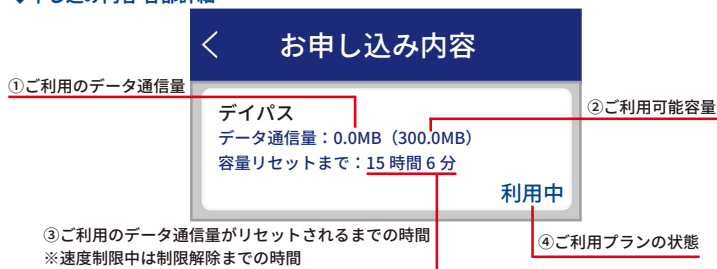 お申し込み内容
①ご利用のデータ通信量
②ご利用可能容量
デイパス
データ通信量：0.0MB（300.0MB）
容量リセットまで：15 時間 6 分
利用中
③ご利用のデータ通信量がリセットされるまでの時間
※速度制限中は制限解除までの時間
④ご利用プランの状態